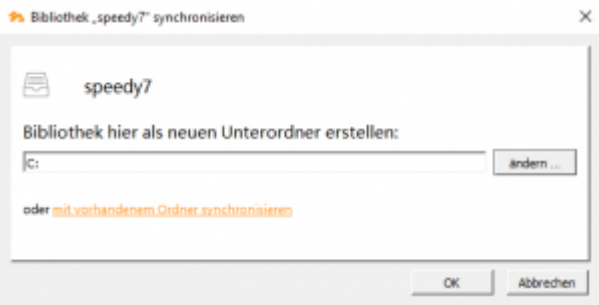 Bibliothek „speedy7" synchronisieren
speedy7
Bibliothek hier als neuen Unterordner erstellen:
C:
ändern ...
oder mit vorhandenem Ordner synchronisieren
OK
Abbrechen